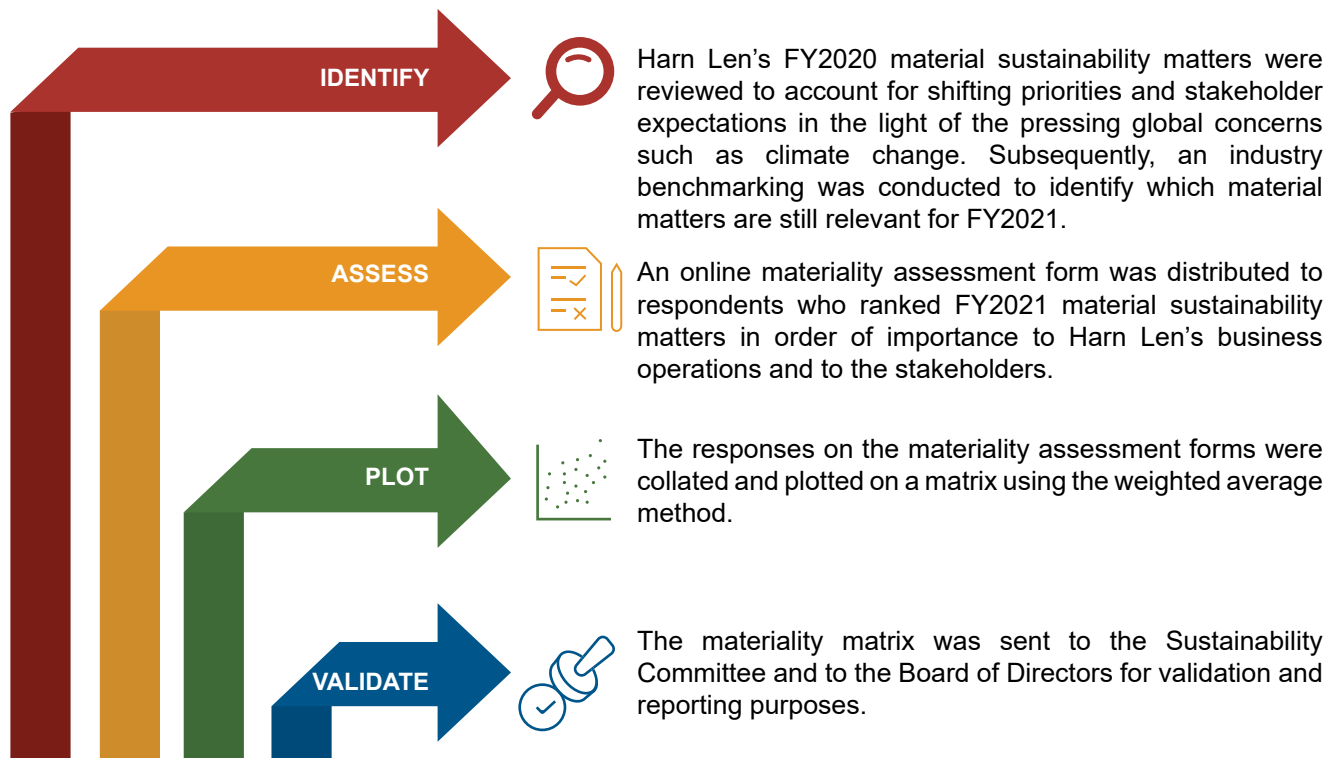 IDENTIFY
Harn Len’s FY2020 material sustainability matters were
reviewed to account for shifting priorities and stakeholder
expectations in the light of the pressing global concerns
such as climate change. Subsequently, an industry
benchmarking was conducted to identify which material
matters are still relevant for FY2021.
ASSESS
An online materiality assessment form was distributed to
respondents who ranked FY2021 material sustainability
matters in order of importance to Harn Len’s business
operations and to the stakeholders.
PLOT
The responses on the materiality assessment forms were
collated and plotted on a matrix using the weighted average
method.
VALIDATE
The materiality matrix was sent to the Sustainability
Committee and to the Board of Directors for validation and
reporting purposes.